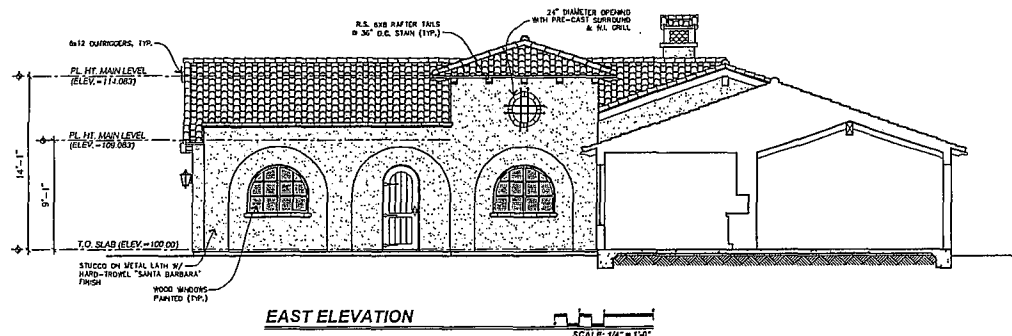 24" DIAMETER OPENING
WITH PRE-CAST SURROUND
& W.I. GRILL
R.S. 6X8 RAFTER TAILS
@ 36" O.C. STAIN (TYP.)
6x12 OUTRIGGERS, TYP.
PL. HT. MAIN LEVEL
(ELEV.=114.083)
PL. HT. MAIN LEVEL
(ELEV.=109.083)
14'-1"
9'-1"
T.O. SLAB (ELEV.=100.00)
STUCCO ON METAL LATH W/
HARD-TROWEL "SANTA BARBARA"
FINISH
WOOD WINDOWS
PAINTED (TYP.)
EAST ELEVATION
SCALE: 1/4" = 1'-0"